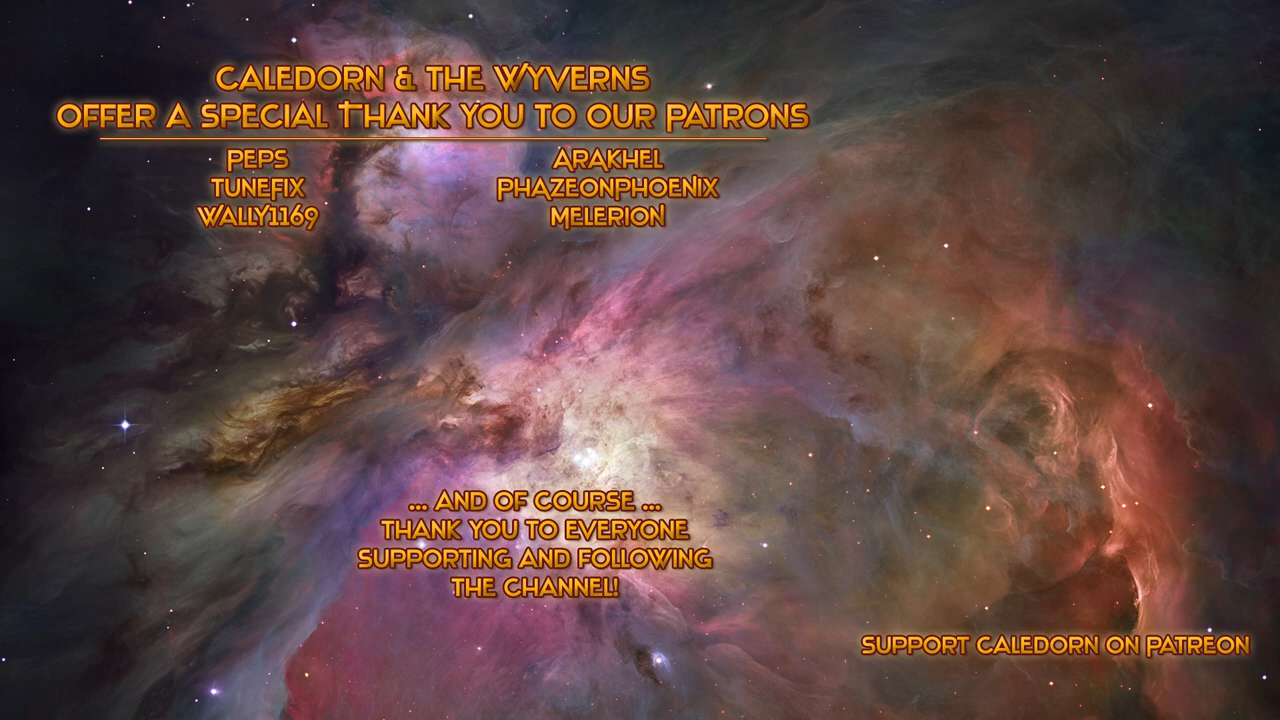 CALEDORN & THE WYVERNS
OFFER A SPECIAL THANK YOU TO OUR PATRONS
PEPS
TUNEFIX
WALLY1169
ARAKHEL
PHAZEONPHOENIX
MELERION
... AND OF COURSE ...
THANK YOU TO EVERYONE
SUPPORTING AND FOLLOWING
THE CHANNEL!
SUPPORT CALEDORN ON PATREON